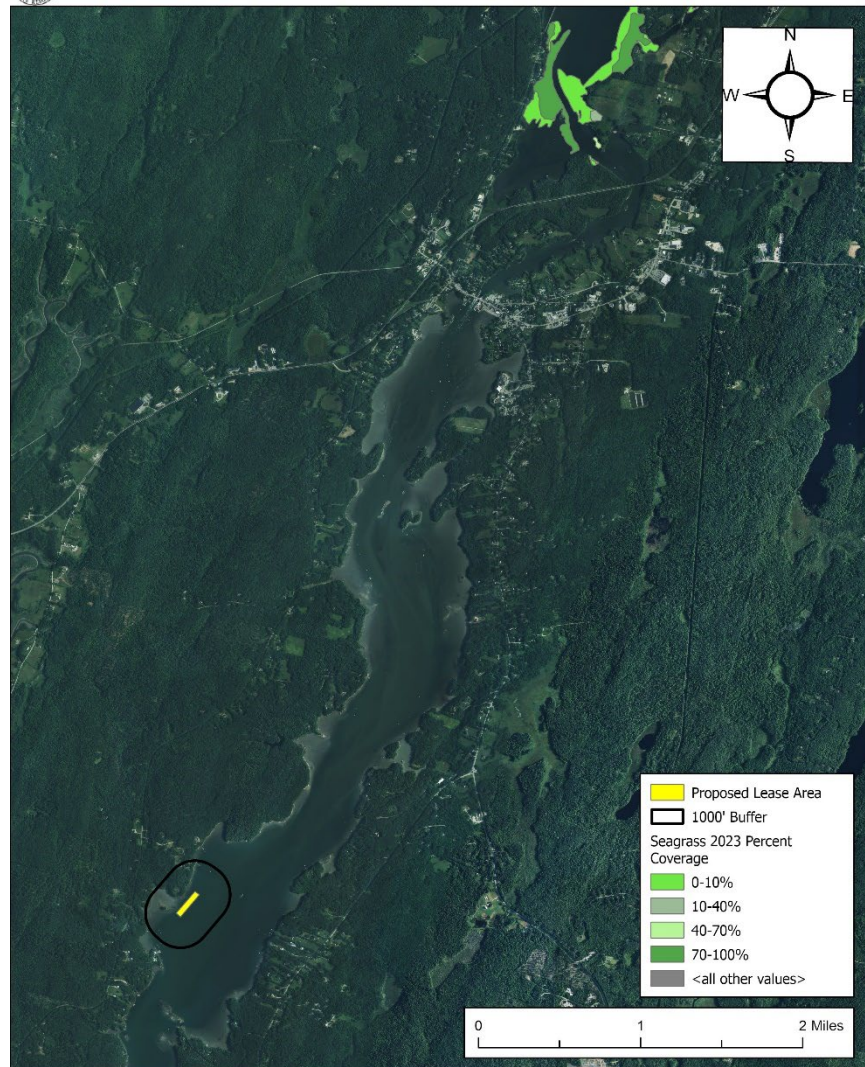 N
W E
S
Proposed Lease Area
1000' Buffer
Seagrass 2023 Percent
Coverage
0-10%
10-40%
40-70%
70-100%
<all other values>
0 1 2 Miles